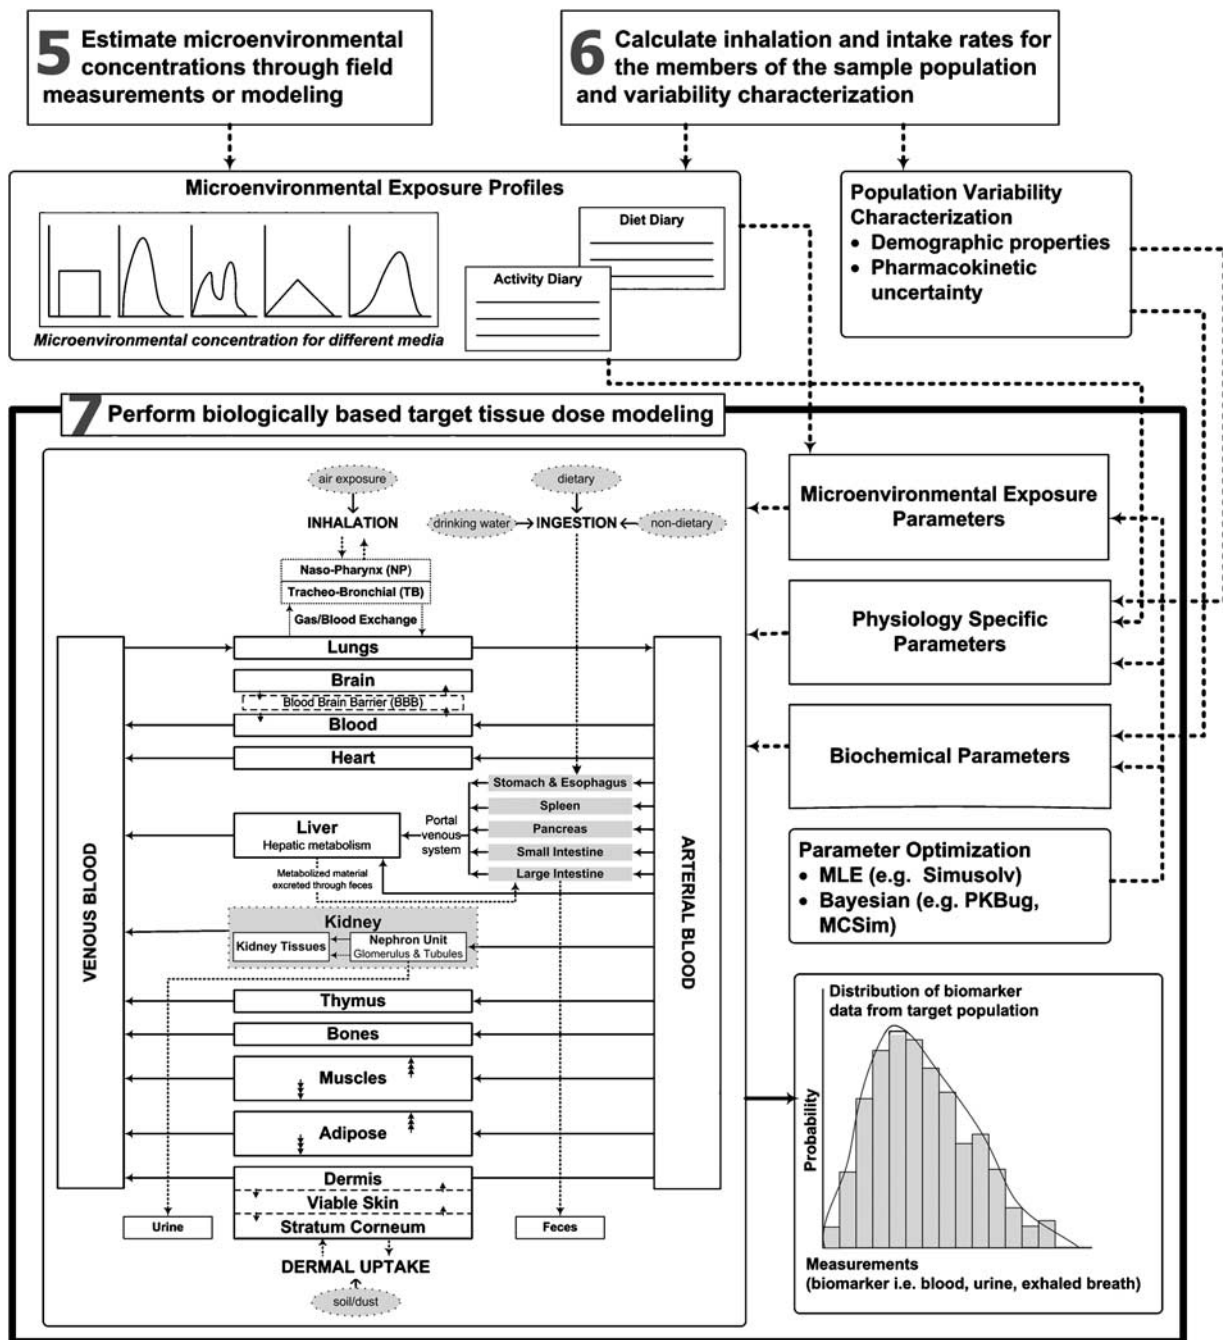 5 Estimate microenvironmental
concentrations through field
measurements or modeling
6 Calculate inhalation and intake rates for
the members of the sample population
and variability characterization
Microenvironmental Exposure Profiles
Diet Diary
Activity Diary
Microenvironmental concentration for different media
Population Variability
Characterization
• Demographic properties
• Pharmacokinetic
uncertainty
7 Perform biologically based target tissue dose modeling
air exposure
INHALATION
dietary
drinking water
INGESTION
non-dietary
Naso-Pharynx (NP)
Tracheo-Bronchial (TB)
Gas/Blood Exchange
VENOUS BLOOD
ARTERIAL BLOOD
Lungs
Brain
Blood Brain Barrier (BBB)
Blood
Heart
Stomach & Esophagus
Spleen
Pancreas
Small Intestine
Large Intestine
Portal
venous
system
Liver
Hepatic metabolism
Metabolized material
excreted through feces
Kidney
Kidney Tissues
Nephron Unit
Glomerulus & Tubules
Thymus
Bones
Muscles
Adipose
Dermis
Viable Skin
Stratum Corneum
Urine
Feces
DERMAL UPTAKE
soil/dust
Microenvironmental Exposure
Parameters
Physiology Specific
Parameters
Biochemical Parameters
Parameter Optimization
• MLE (e.g. Simusolv)
• Bayesian (e.g. PKBug,
MCSim)
Distribution of biomarker
data from target population
Probability
Measurements
(biomarker i.e. blood, urine, exhaled breath)